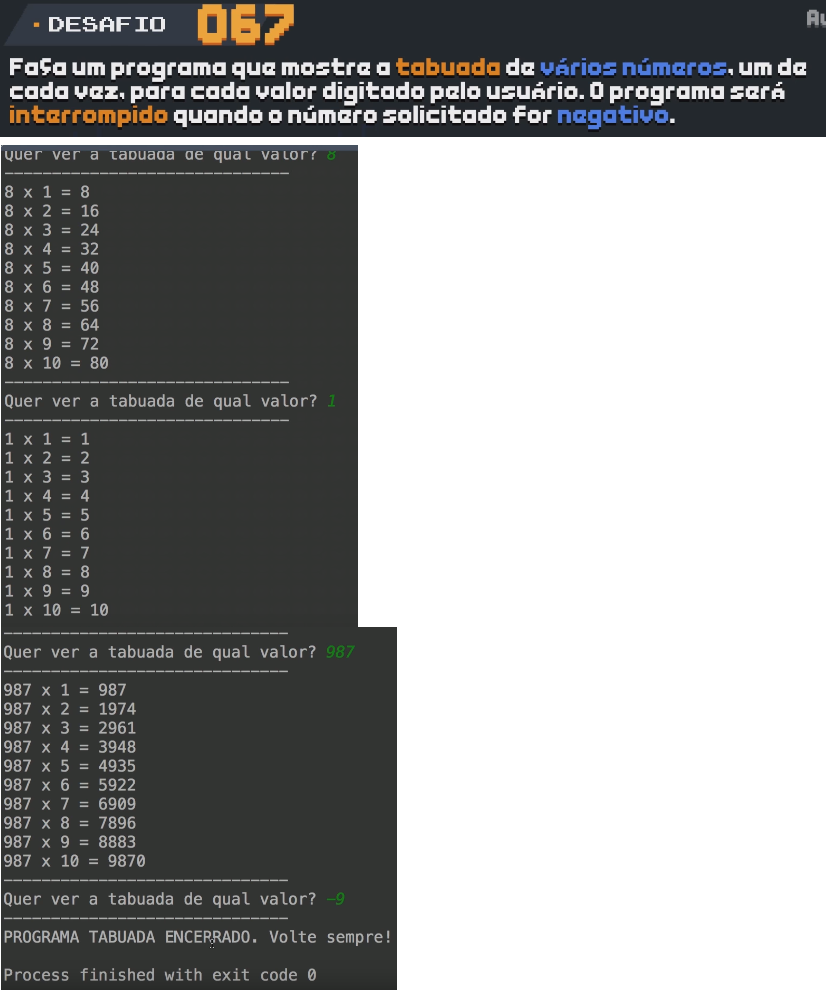 DESAFIO 067
Faça um programa que mostre a tabuada de vários números, um de
cada vez, para cada valor digitado pelo usuário. O programa será
interrompido quando o número solicitado for negativo.
Quer ver a tabuada de qual valor? 8
------------------------------
8 x 1 = 8
8 x 2 = 16
8 x 3 = 24
8 x 4 = 32
8 x 5 = 40
8 x 6 = 48
8 x 7 = 56
8 x 8 = 64
8 x 9 = 72
8 x 10 = 80
------------------------------
Quer ver a tabuada de qual valor? 1
------------------------------
1 x 1 = 1
1 x 2 = 2
1 x 3 = 3
1 x 4 = 4
1 x 5 = 5
1 x 6 = 6
1 x 7 = 7
1 x 8 = 8
1 x 9 = 9
1 x 10 = 10
------------------------------
Quer ver a tabuada de qual valor? 987
------------------------------
987 x 1 = 987
987 x 2 = 1974
987 x 3 = 2961
987 x 4 = 3948
987 x 5 = 4935
987 x 6 = 5922
987 x 7 = 6909
987 x 8 = 7896
987 x 9 = 8883
987 x 10 = 9870
------------------------------
Quer ver a tabuada de qual valor? -9
------------------------------
PROGRAMA TABUADA ENCERRADO. Volte sempre!
Process finished with exit code 0